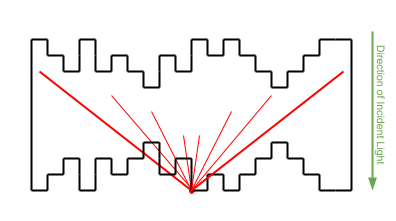 Direction of Incident Light